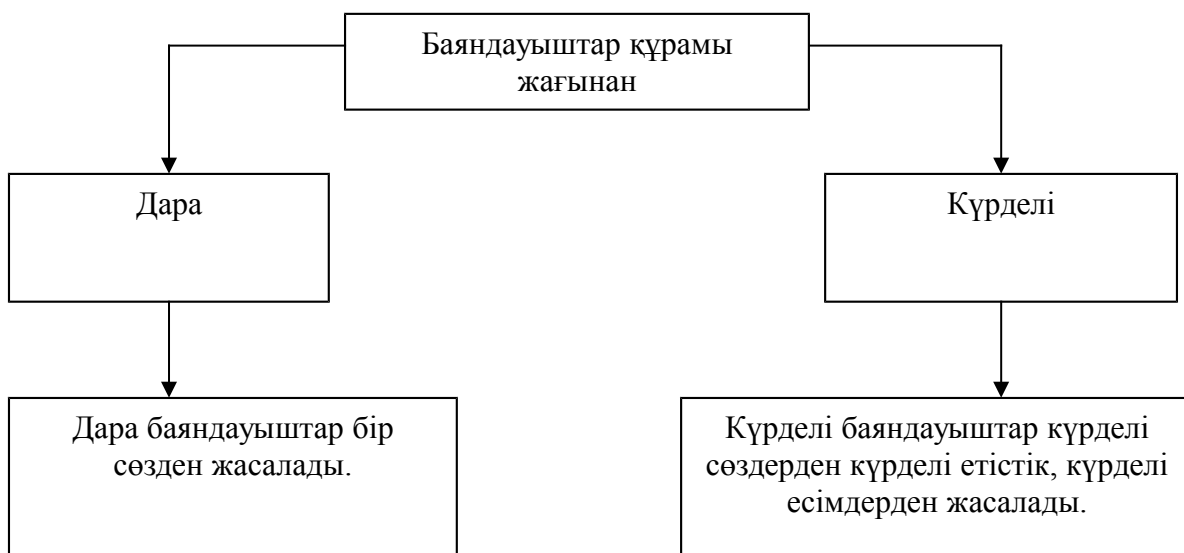 Баяндауыштар құрамы
жағынан
Дара
Күрделі
Дара баяндауыштар бір
сөзден жасалады.
Күрделі баяндауыштар күрделі
сөздерден күрделі етістік, күрделі
есімдерден жасалады.